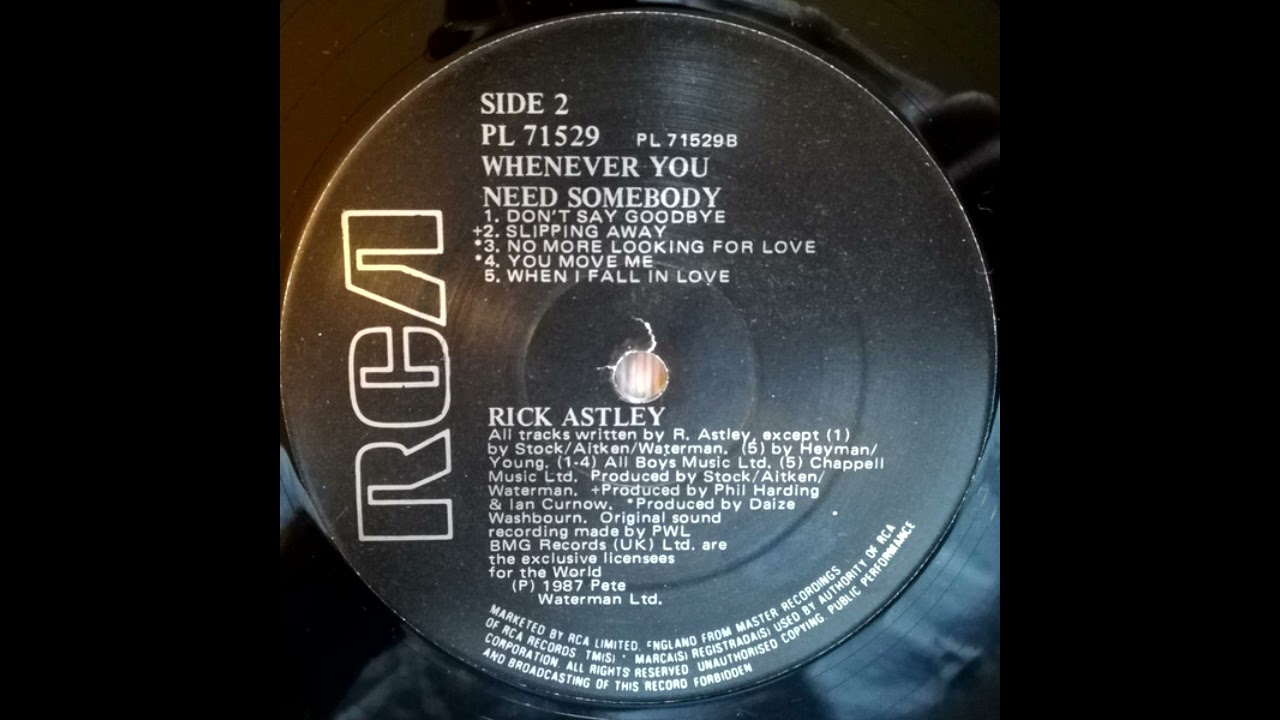 RCA
SIDE 2
PL 71529 PL 71529B
WHENEVER YOU
NEED SOMEBODY
1. DON'T SAY GOODBYE
+2. SLIPPING AWAY
*3. NO MORE LOOKING FOR LOVE
*4. YOU MOVE ME
5. WHEN I FALL IN LOVE
RICK ASTLEY
All tracks written by R. Astley, except (1)
by Stock/Aitken/Waterman. (5) by Heyman/
Young. (1-4) All Boys Music Ltd. (5) Chappell
Music Ltd. Produced by Stock/Aitken/
Waterman. +Produced by Phil Harding
& Ian Curnow. *Produced by Daize
Washbourn. Original sound
recording made by PWL
BMG Records (UK) Ltd. are
the exclusive licensees
for the World
(P) 1987 Pete
Waterman Ltd.
MARKETED BY RCA LIMITED, ENGLAND FROM MASTER RECORDINGS
OF RCA RECORDS. TM(S) * MARCA(S) REGISTRADA(S) USED BY AUTHORITY OF RCA
CORPORATION. ALL RIGHTS RESERVED. UNAUTHORISED COPYING, PUBLIC PERFORMANCE
AND BROADCASTING OF THIS RECORD FORBIDDEN